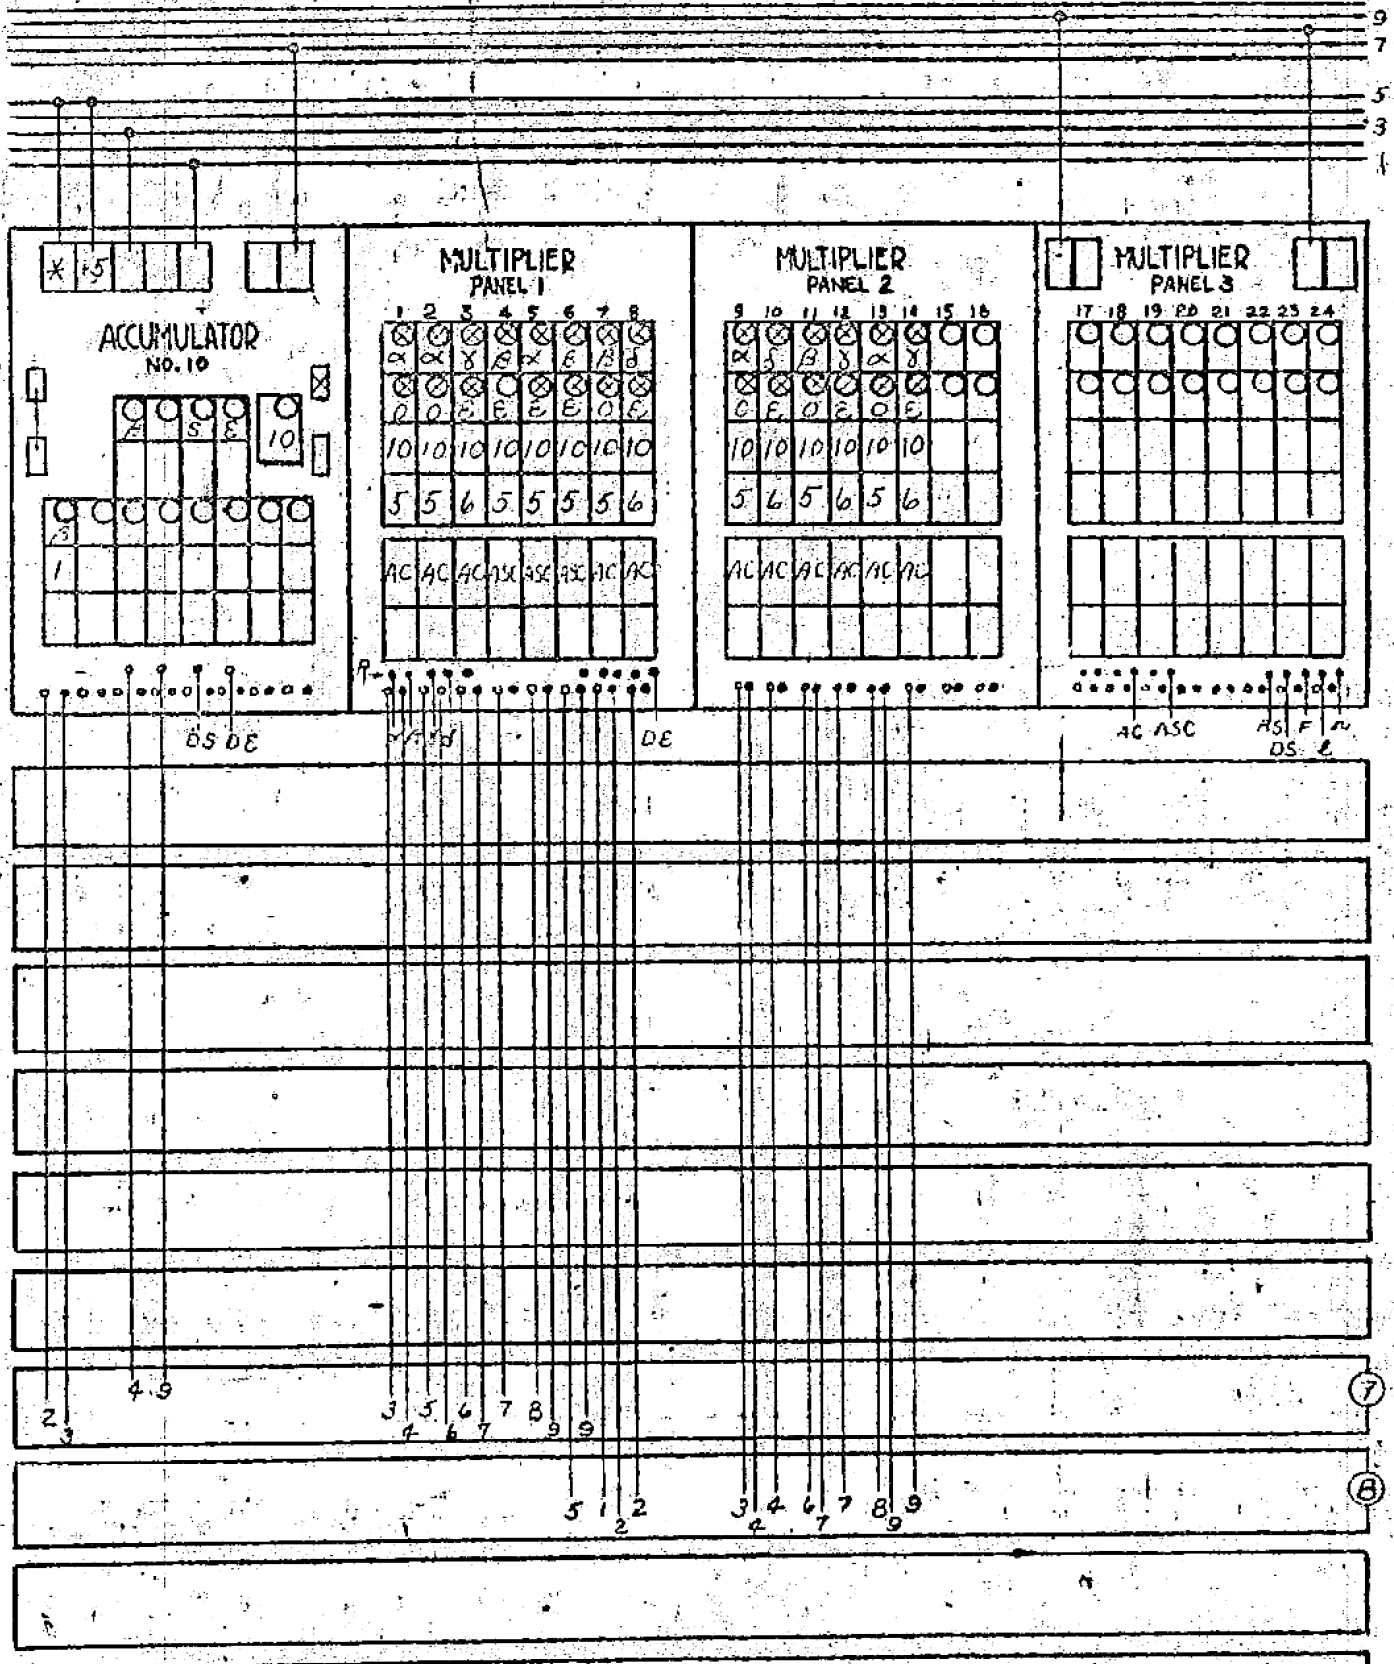 9
7
5
3
1
* +5
ACCUMULATOR
NO. 10
S ε
10
β
1
DS DE
MULTIPLIER
PANEL 1
1 2 3 4 5 6 7 8
α α γ β α β β δ
0 0 ε ε ε 0 ε
10 10 10 10 10 10 10 10
5 5 6 5 5 5 5 6
AC AC AC ASC ASC ASC AC AC
R
DE
MULTIPLIER
PANEL 2
9 10 11 12 13 14 15 16
α δ β γ α γ
0 ε 0 ε 0 ε
10 10 10 10 10 10
5 6 5 6 5 6
AC AC AC AC AC AC
MULTIPLIER
PANEL 3
17 18 19 20 21 22 23 24
AC ASC RS F
DS
4 9
2
3
3 5 6 7 8
4 6 7 9 9
7
5 1 2
2
3 4 6 7 8 9
4 7 9
8